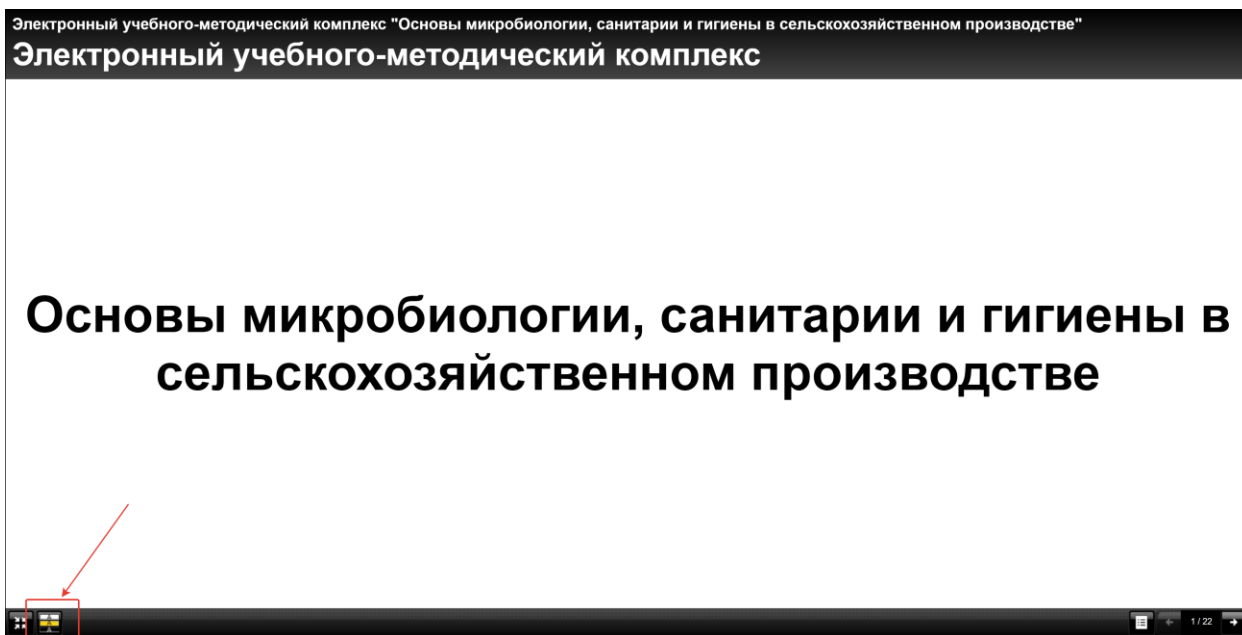 Электронный учебного-методический комплекс "Основы микробиологии, санитарии и гигиены в сельскохозяйственном производстве"
Электронный учебного-методический комплекс
Основы микробиологии, санитарии и гигиены в
сельскохозяйственном производстве
1 / 22